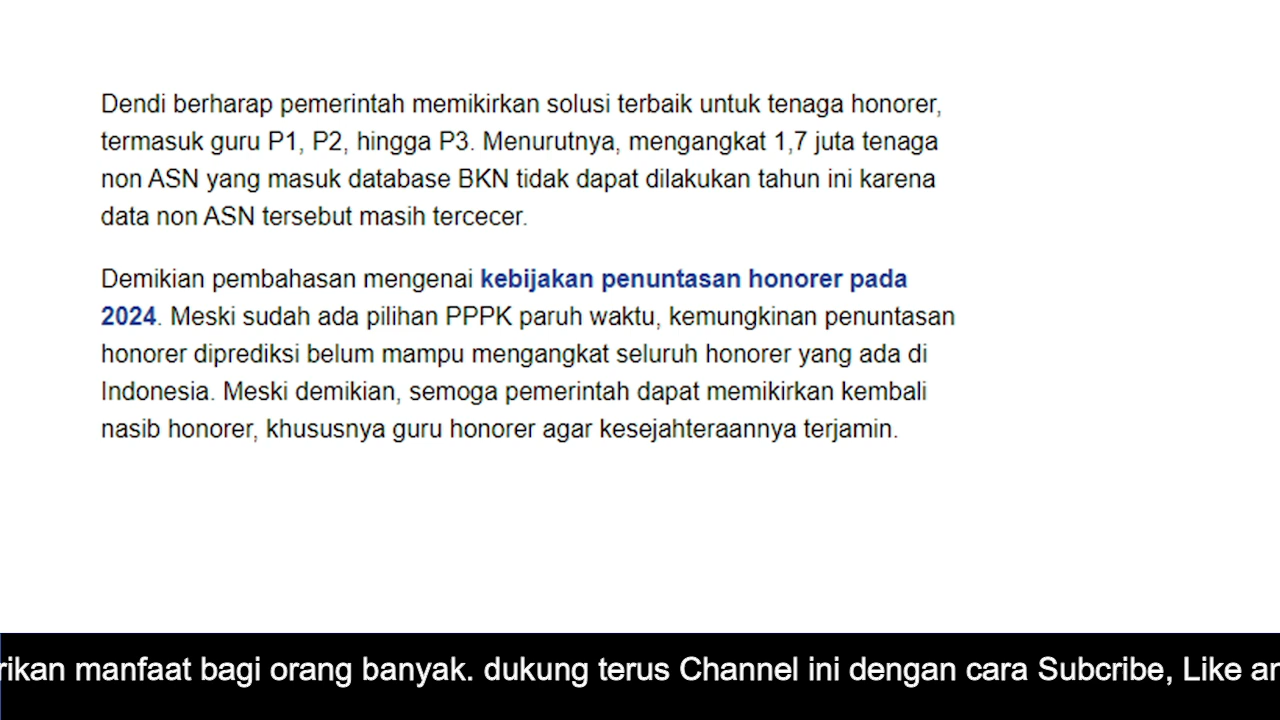 Dendi berharap pemerintah memikirkan solusi terbaik untuk tenaga honorer,
termasuk guru P1, P2, hingga P3. Menurutnya, mengangkat 1,7 juta tenaga
non ASN yang masuk database BKN tidak dapat dilakukan tahun ini karena
data non ASN tersebut masih tercecer.
Demikian pembahasan mengenai kebijakan penuntasan honorer pada
2024. Meski sudah ada pilihan PPPK paruh waktu, kemungkinan penuntasan
honorer diprediksi belum mampu mengangkat seluruh honorer yang ada di
Indonesia. Meski demikian, semoga pemerintah dapat memikirkan kembali
nasib honorer, khususnya guru honorer agar kesejahteraannya terjamin.
rikan manfaat bagi orang banyak. dukung terus Channel ini dengan cara Subcribe, Like an